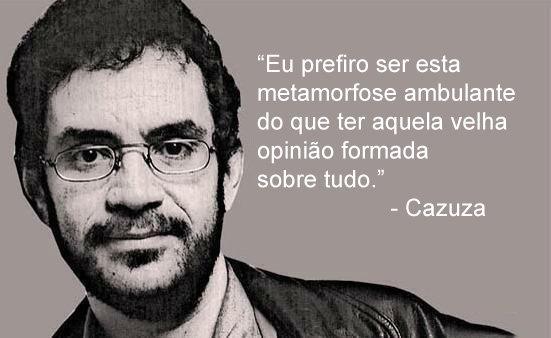 “Eu prefiro ser esta
metamorfose ambulante
do que ter aquela velha
opinião formada
sobre tudo.”
- Cazuza